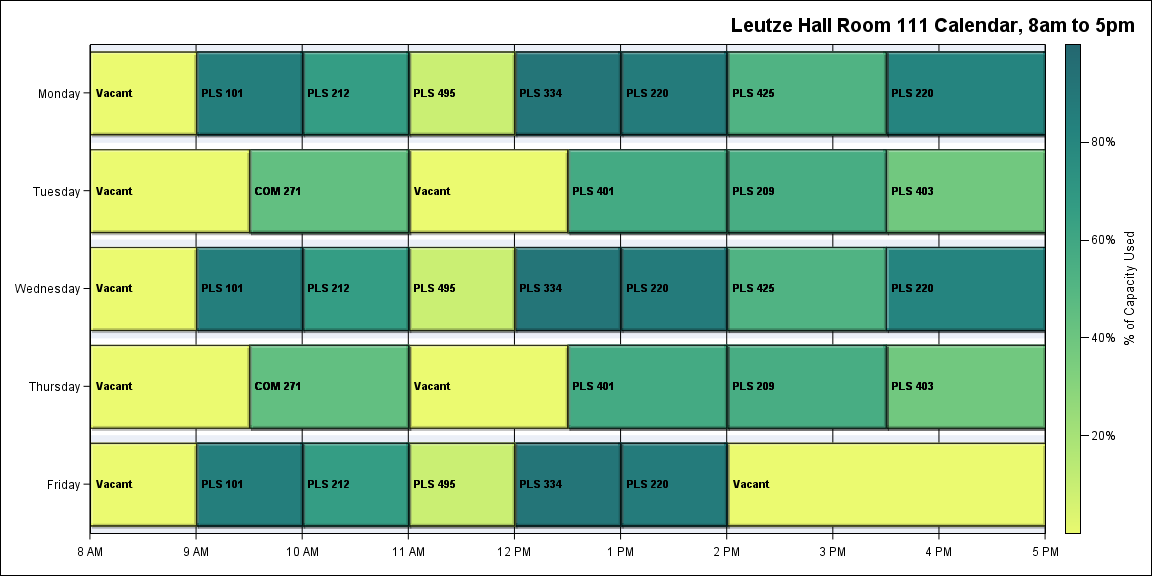 Leutze Hall Room 111 Calendar, 8am to 5pm
Monday
Vacant
PLS 101
PLS 212
PLS 495
PLS 334
PLS 220
PLS 425
PLS 220
Tuesday
Vacant
COM 271
Vacant
PLS 401
PLS 209
PLS 403
Wednesday
Vacant
PLS 101
PLS 212
PLS 495
PLS 334
PLS 220
PLS 425
PLS 220
Thursday
Vacant
COM 271
Vacant
PLS 401
PLS 209
PLS 403
Friday
Vacant
PLS 101
PLS 212
PLS 495
PLS 334
PLS 220
Vacant
8 AM
9 AM
10 AM
11 AM
12 PM
1 PM
2 PM
3 PM
4 PM
5 PM
80%
60%
40%
20%
% of Capacity Used